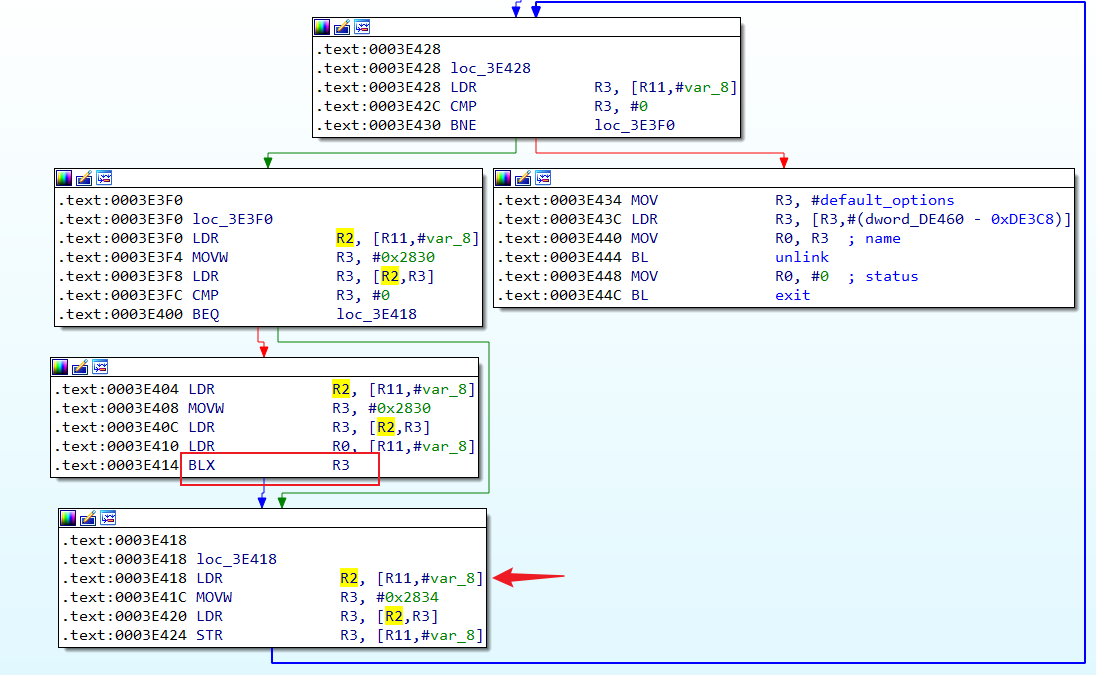 .text:0003E428
.text:0003E428 loc_3E428
.text:0003E428 LDR R3, [R11,#var_8]
.text:0003E42C CMP R3, #0
.text:0003E430 BNE loc_3E3F0
.text:0003E3F0
.text:0003E3F0 loc_3E3F0
.text:0003E3F0 LDR R2, [R11,#var_8]
.text:0003E3F4 MOVW R3, #0x2830
.text:0003E3F8 LDR R3, [R2,R3]
.text:0003E3FC CMP R3, #0
.text:0003E400 BEQ loc_3E418
.text:0003E434 MOV R3, #default_options
.text:0003E43C LDR R3, [R3,#(dword_DE460 - 0xDE3C8)]
.text:0003E440 MOV R0, R3 ; name
.text:0003E444 BL unlink
.text:0003E448 MOV R0, #0 ; status
.text:0003E44C BL exit
.text:0003E404 LDR R2, [R11,#var_8]
.text:0003E408 MOVW R3, #0x2830
.text:0003E40C LDR R3, [R2,R3]
.text:0003E410 LDR R0, [R11,#var_8]
.text:0003E414 BLX R3
.text:0003E418
.text:0003E418 loc_3E418
.text:0003E418 LDR R2, [R11,#var_8]
.text:0003E41C MOVW R3, #0x2834
.text:0003E420 LDR R3, [R2,R3]
.text:0003E424 STR R3, [R11,#var_8]